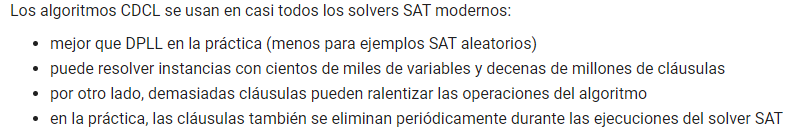 Los algoritmos CDCL se usan en casi todos los solvers SAT modernos:
• mejor que DPLL en la práctica (menos para ejemplos SAT aleatorios)
• puede resolver instancias con cientos de miles de variables y decenas de millones de cláusulas
• por otro lado, demasiadas cláusulas pueden ralentizar las operaciones del algoritmo
• en la práctica, las cláusulas también se eliminan periódicamente durante las ejecuciones del solver SAT